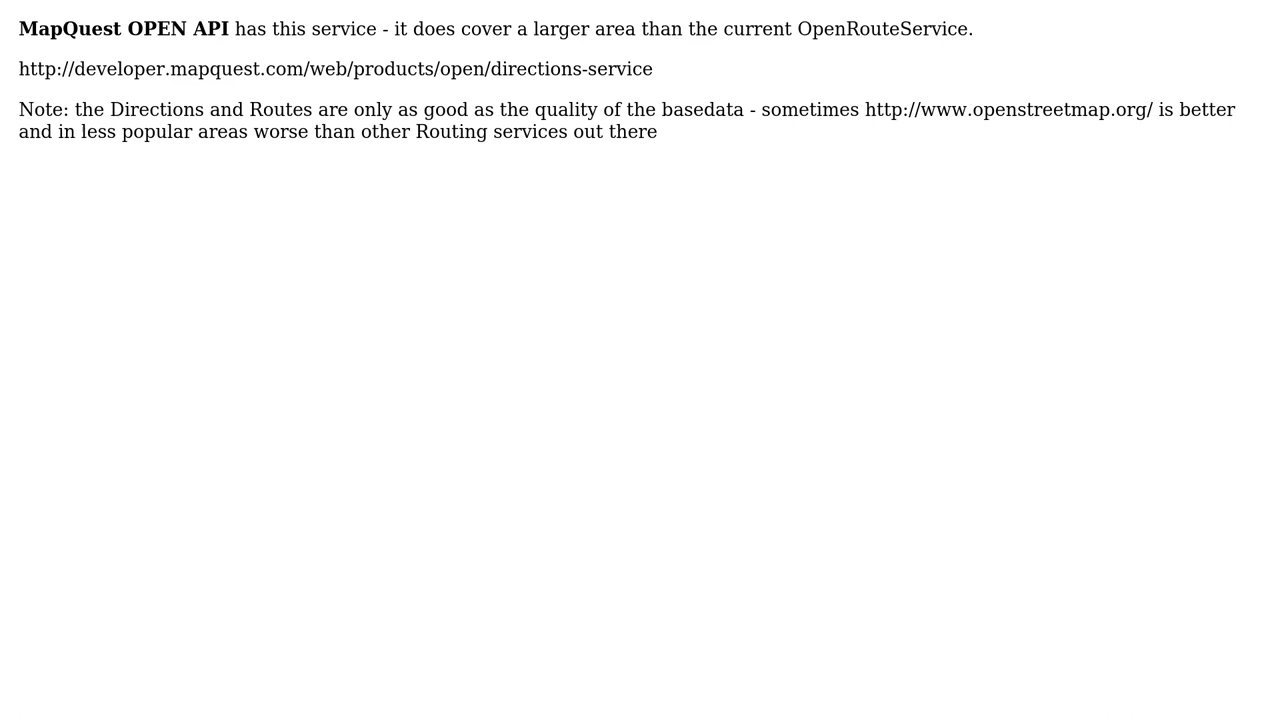 MapQuest OPEN API has this service - it does cover a larger area than the current OpenRouteService.
http://developer.mapquest.com/web/products/open/directions-service
Note: the Directions and Routes are only as good as the quality of the basedata - sometimes http://www.openstreetmap.org/ is better
and in less popular areas worse than other Routing services out there